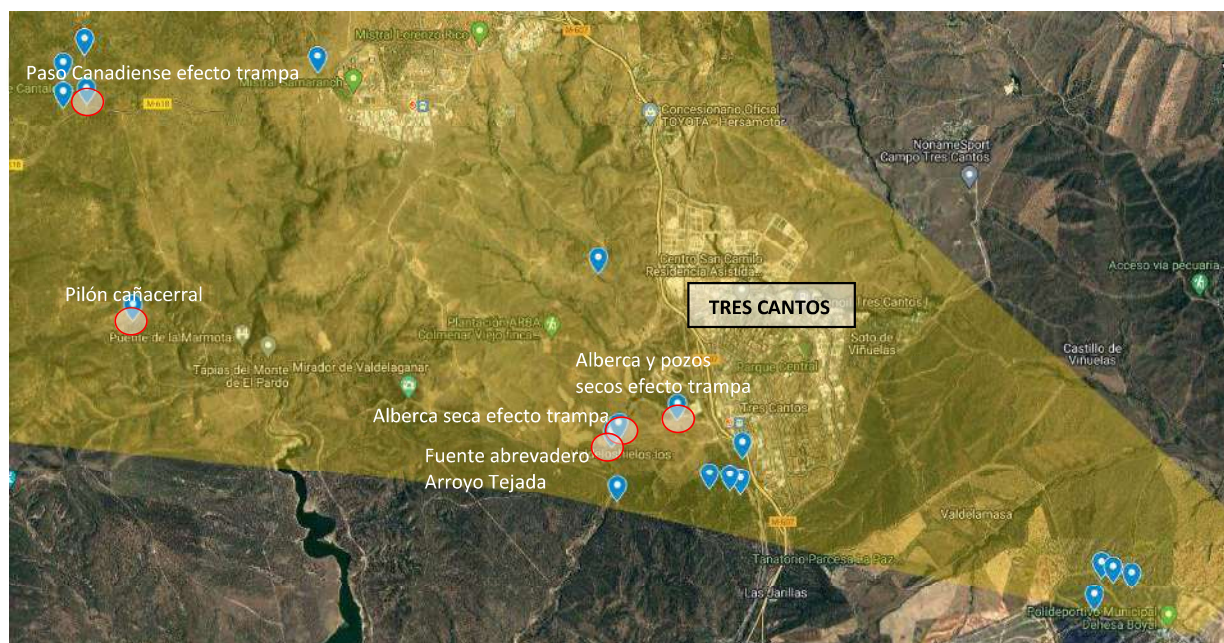 Mistral Lorenzo Rico
M-607
Paso Canadiense efecto trampa
Mistral Samaranch
M-618
Concesionario Oficial
TOYOTA - Hersamotor
NonameSport
Campo Tres Cantos
Centro San Camilo
Residencia Asistida...
Acceso vía pecuaria
Pilón cañacerral
TRES CANTOS
Tres Cantos I
Puente de la Marmota
Plantación ARBA
Colmenar Viejo finca...
Soto de
Viñuelas
Castillo de
Viñuelas
Tapias del Monte
de El Pardo
Mirador de Valdelaganar
Alberca y pozos
secos efecto trampa
Parque Central
Alberca seca efecto trampa
Tres Cantos
Fuente abrevadero
Arroyo Tejada
Valdelamasa
M-607
Tanatorio Parcesa La Paz
Las Jarillas
Polideportivo Municipal
Dehesa Boyal